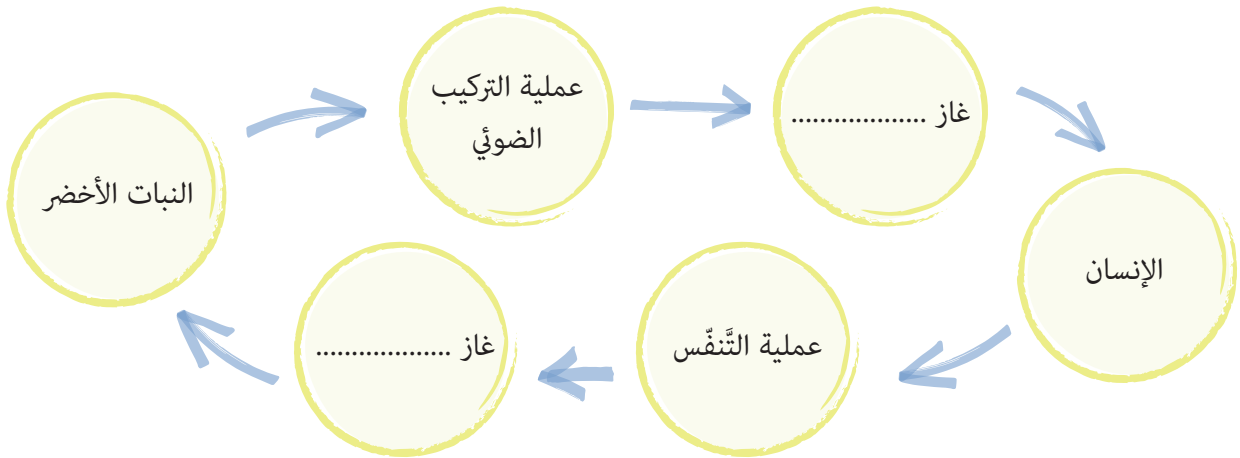 النبات الأخضر
عملية التركيب
الضوئي
غاز ...................
الإنسان
عملية التَّنفّس
غاز ...................